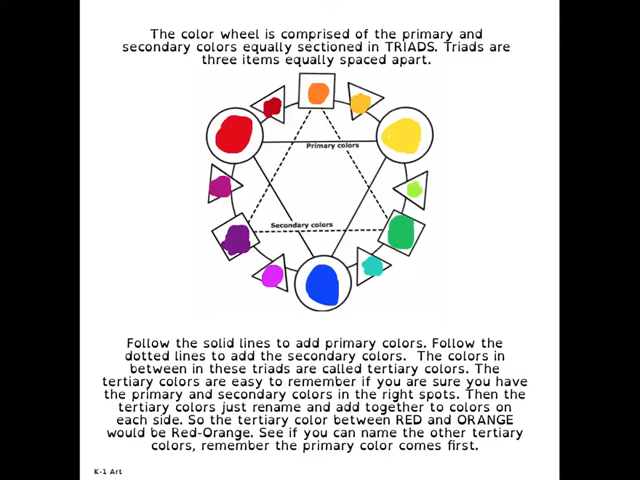 The color wheel is comprised of the primary and
secondary colors equally sectioned in TRIADS. Triads are
three items equally spaced apart.
Primary colors
Secondary colors
Follow the solid lines to add primary colors. Follow the
dotted lines to add the secondary colors.  The colors in
between in these triads are called tertiary colors. The
tertiary colors are easy to remember if you are sure you have
the primary and secondary colors in the right spots. Then the
tertiary colors just rename and add together to colors on
each side. So the tertiary color between RED and ORANGE
would be Red-Orange. See if you can name the other tertiary
colors, remember the primary color comes first.
K-1 Art